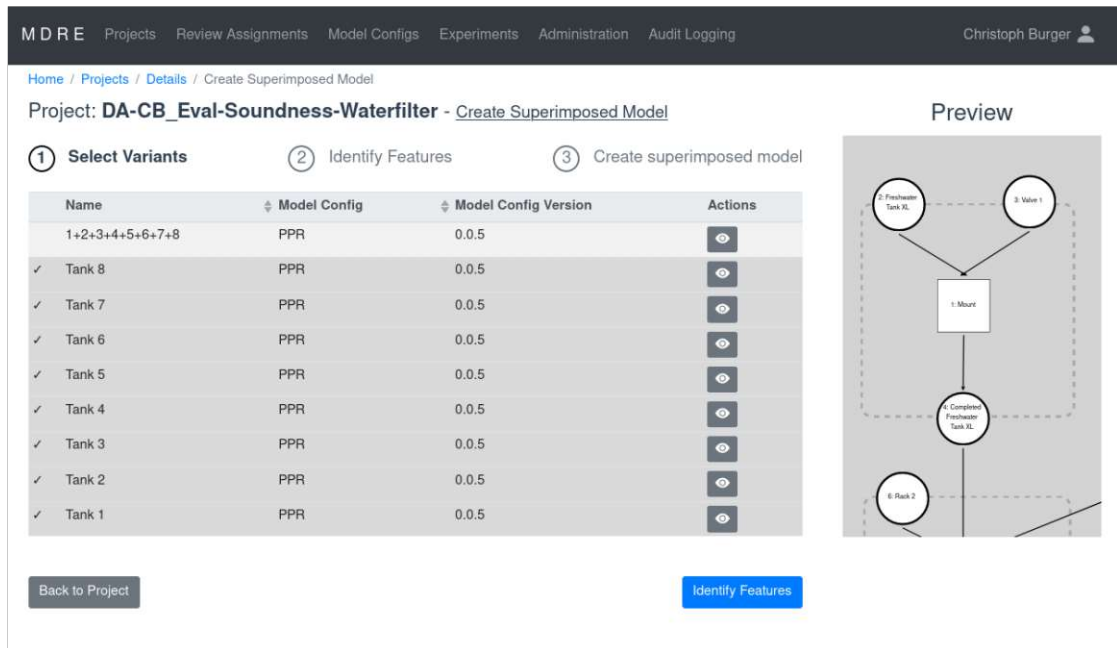 MDRE Projects Review Assignments Model Configs Experiments Administration Audit Logging Christoph Burger
Home / Projects / Details / Create Superimposed Model
Project: DA-CB_Eval-Soundness-Waterfilter - Create Superimposed Model
Preview
1 Select Variants 2 Identify Features 3 Create superimposed model
Name Model Config Model Config Version Actions
1+2+3+4+5+6+7+8 PPR 0.0.5
✓ Tank 8 PPR 0.0.5
✓ Tank 7 PPR 0.0.5
✓ Tank 6 PPR 0.0.5
✓ Tank 5 PPR 0.0.5
✓ Tank 4 PPR 0.0.5
✓ Tank 3 PPR 0.0.5
✓ Tank 2 PPR 0.0.5
✓ Tank 1 PPR 0.0.5
2: Freshwater
Tank XL
3: Valve 1
1: Mount
4: Completed
Freshwater
Tank XL
6: Rack 2
Back to Project Identify Features